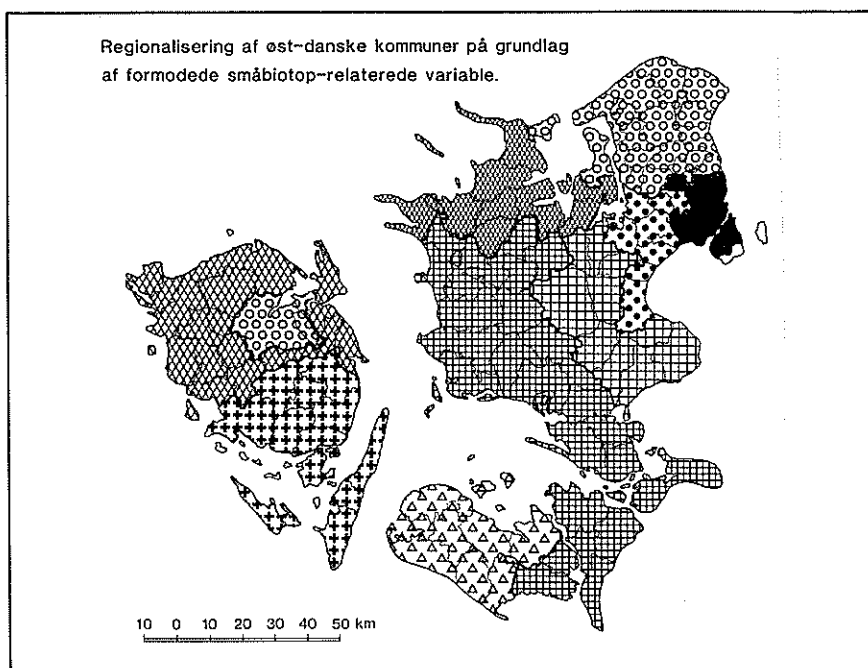 Regionalisering af øst-danske kommuner på grundlag
af formodede småbiotop-relaterede variable.
10 0 10 20 30 40 50 km